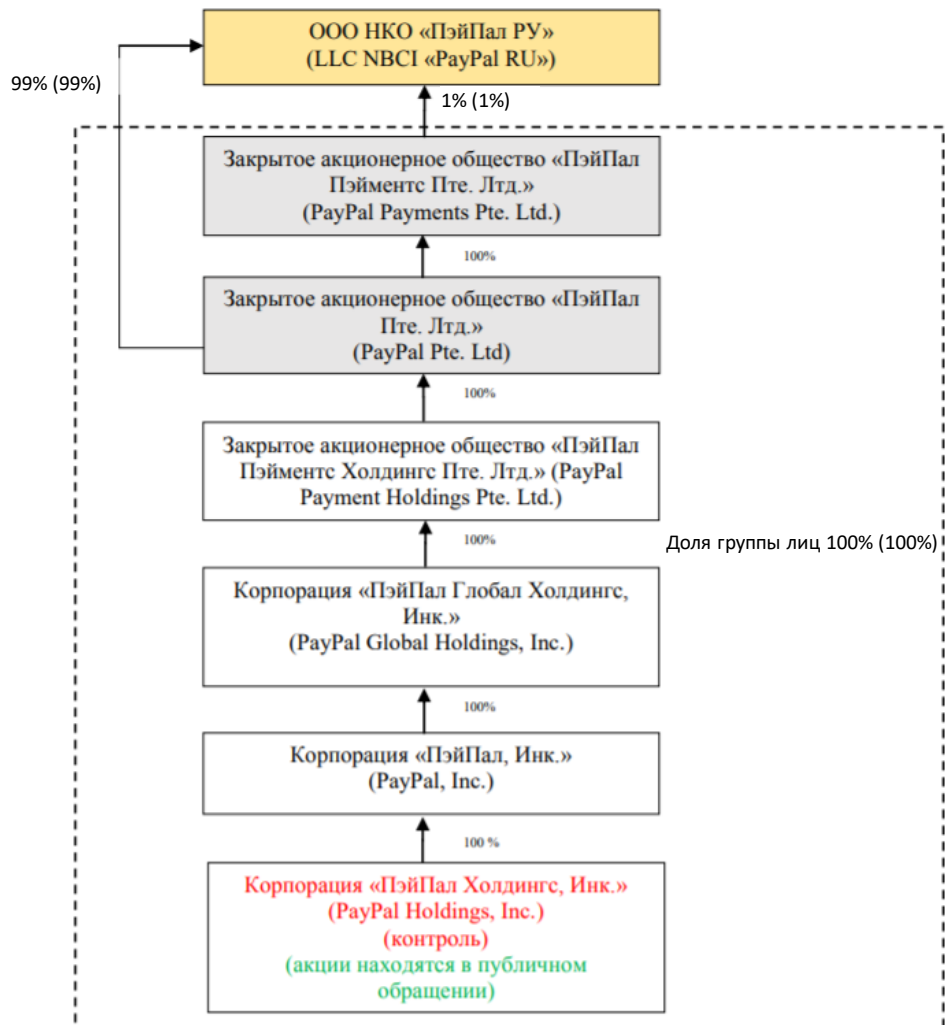 ООО НКО «ПэйПал РУ»
(LLC NBCI «PayPal RU»)
99% (99%)
1% (1%)
Закрытое акционерное общество «ПэйПал
Пэйментс Пте. Лтд.»
(PayPal Payments Pte. Ltd.)
100%
Закрытое акционерное общество «ПэйПал
Пте. Лтд.»
(PayPal Pte. Ltd)
100%
Закрытое акционерное общество «ПэйПал
Пэйментс Холдингс Пте. Лтд.» (PayPal
Payment Holdings Pte. Ltd.)
100%
Доля группы лиц 100% (100%)
Корпорация «ПэйПал Глобал Холдингс,
Инк.»
(PayPal Global Holdings, Inc.)
100%
Корпорация «ПэйПал, Инк.»
(PayPal, Inc.)
100 %
Корпорация «ПэйПал Холдингс, Инк.»
(PayPal Holdings, Inc.)
(контроль)
(акции находятся в публичном
обращении)